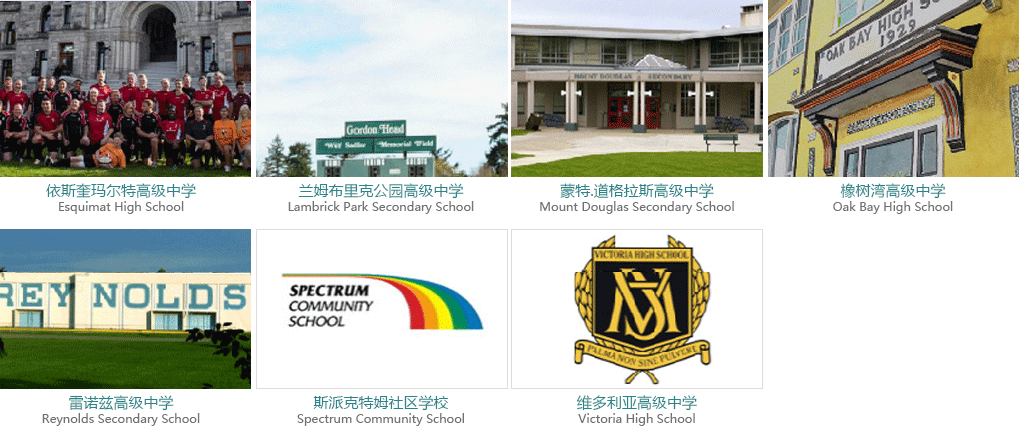 Gordon Head
Memorial Field
MOUNT DOUGLAS SECONDARY
OAK BAY HIGH SC
1929
依斯奎玛尔特高级中学
Esquimat High School
兰姆布里克公园高级中学
Lambrick Park Secondary School
蒙特.道格拉斯高级中学
Mount Douglas Secondary School
橡树湾高级中学
Oak Bay High School
REYNOLDS
SPECTRUM
COMMUNITY
SCHOOL
VICTORIA HIGH SCHOOL
VHS
PALMA NON SINE PULVERE
雷诺兹高级中学
Reynolds Secondary School
斯派克特姆社区学校
Spectrum Community School
维多利亚高级中学
Victoria High School